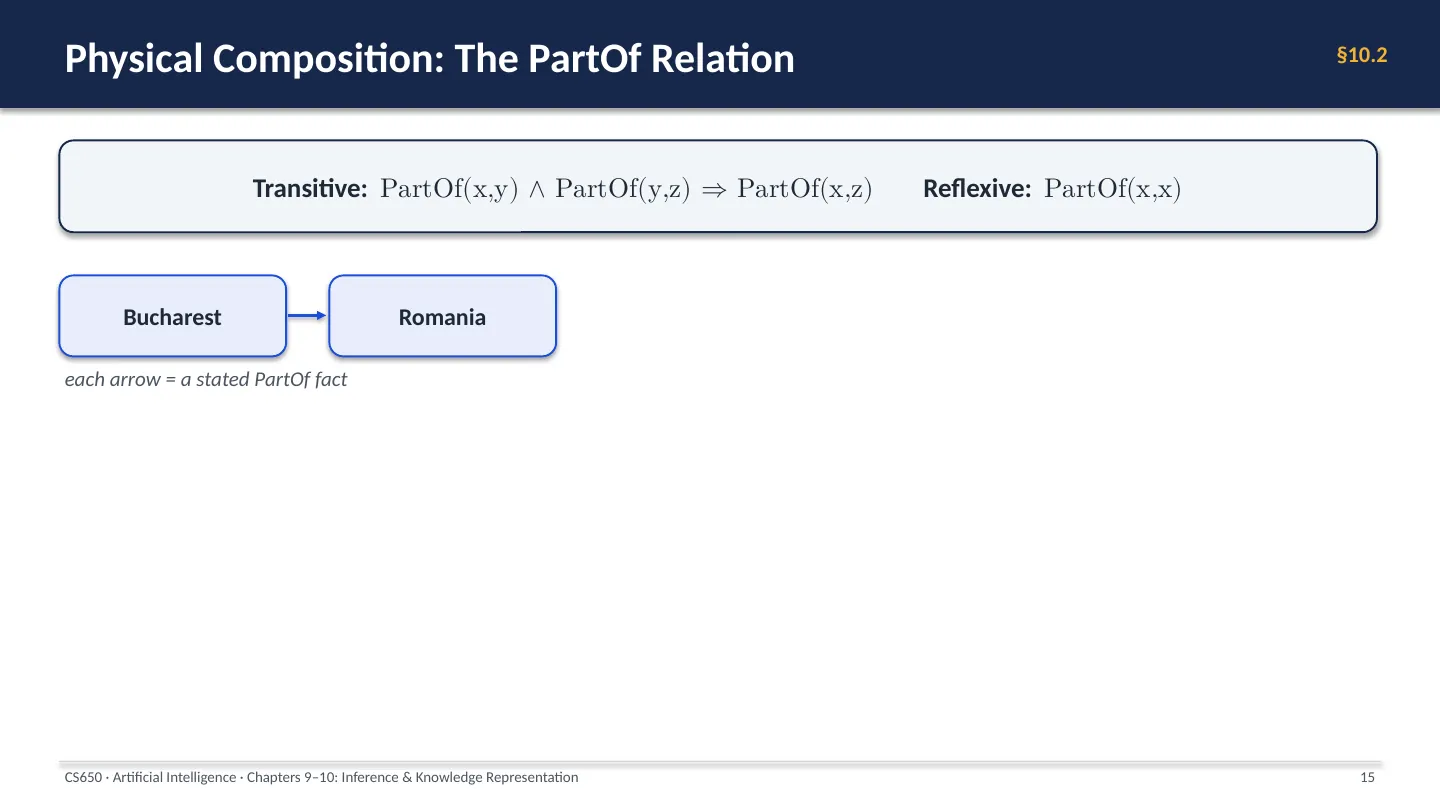 Physical Composition: The PartOf Relation
§10.2
Transitive: PartOf(x,y) ∧ PartOf(y,z) ⇒ PartOf(x,z) Reflexive: PartOf(x,x)
Bucharest
Romania
each arrow = a stated PartOf fact
CS650 · Artificial Intelligence · Chapters 9–10: Inference & Knowledge Representation
15